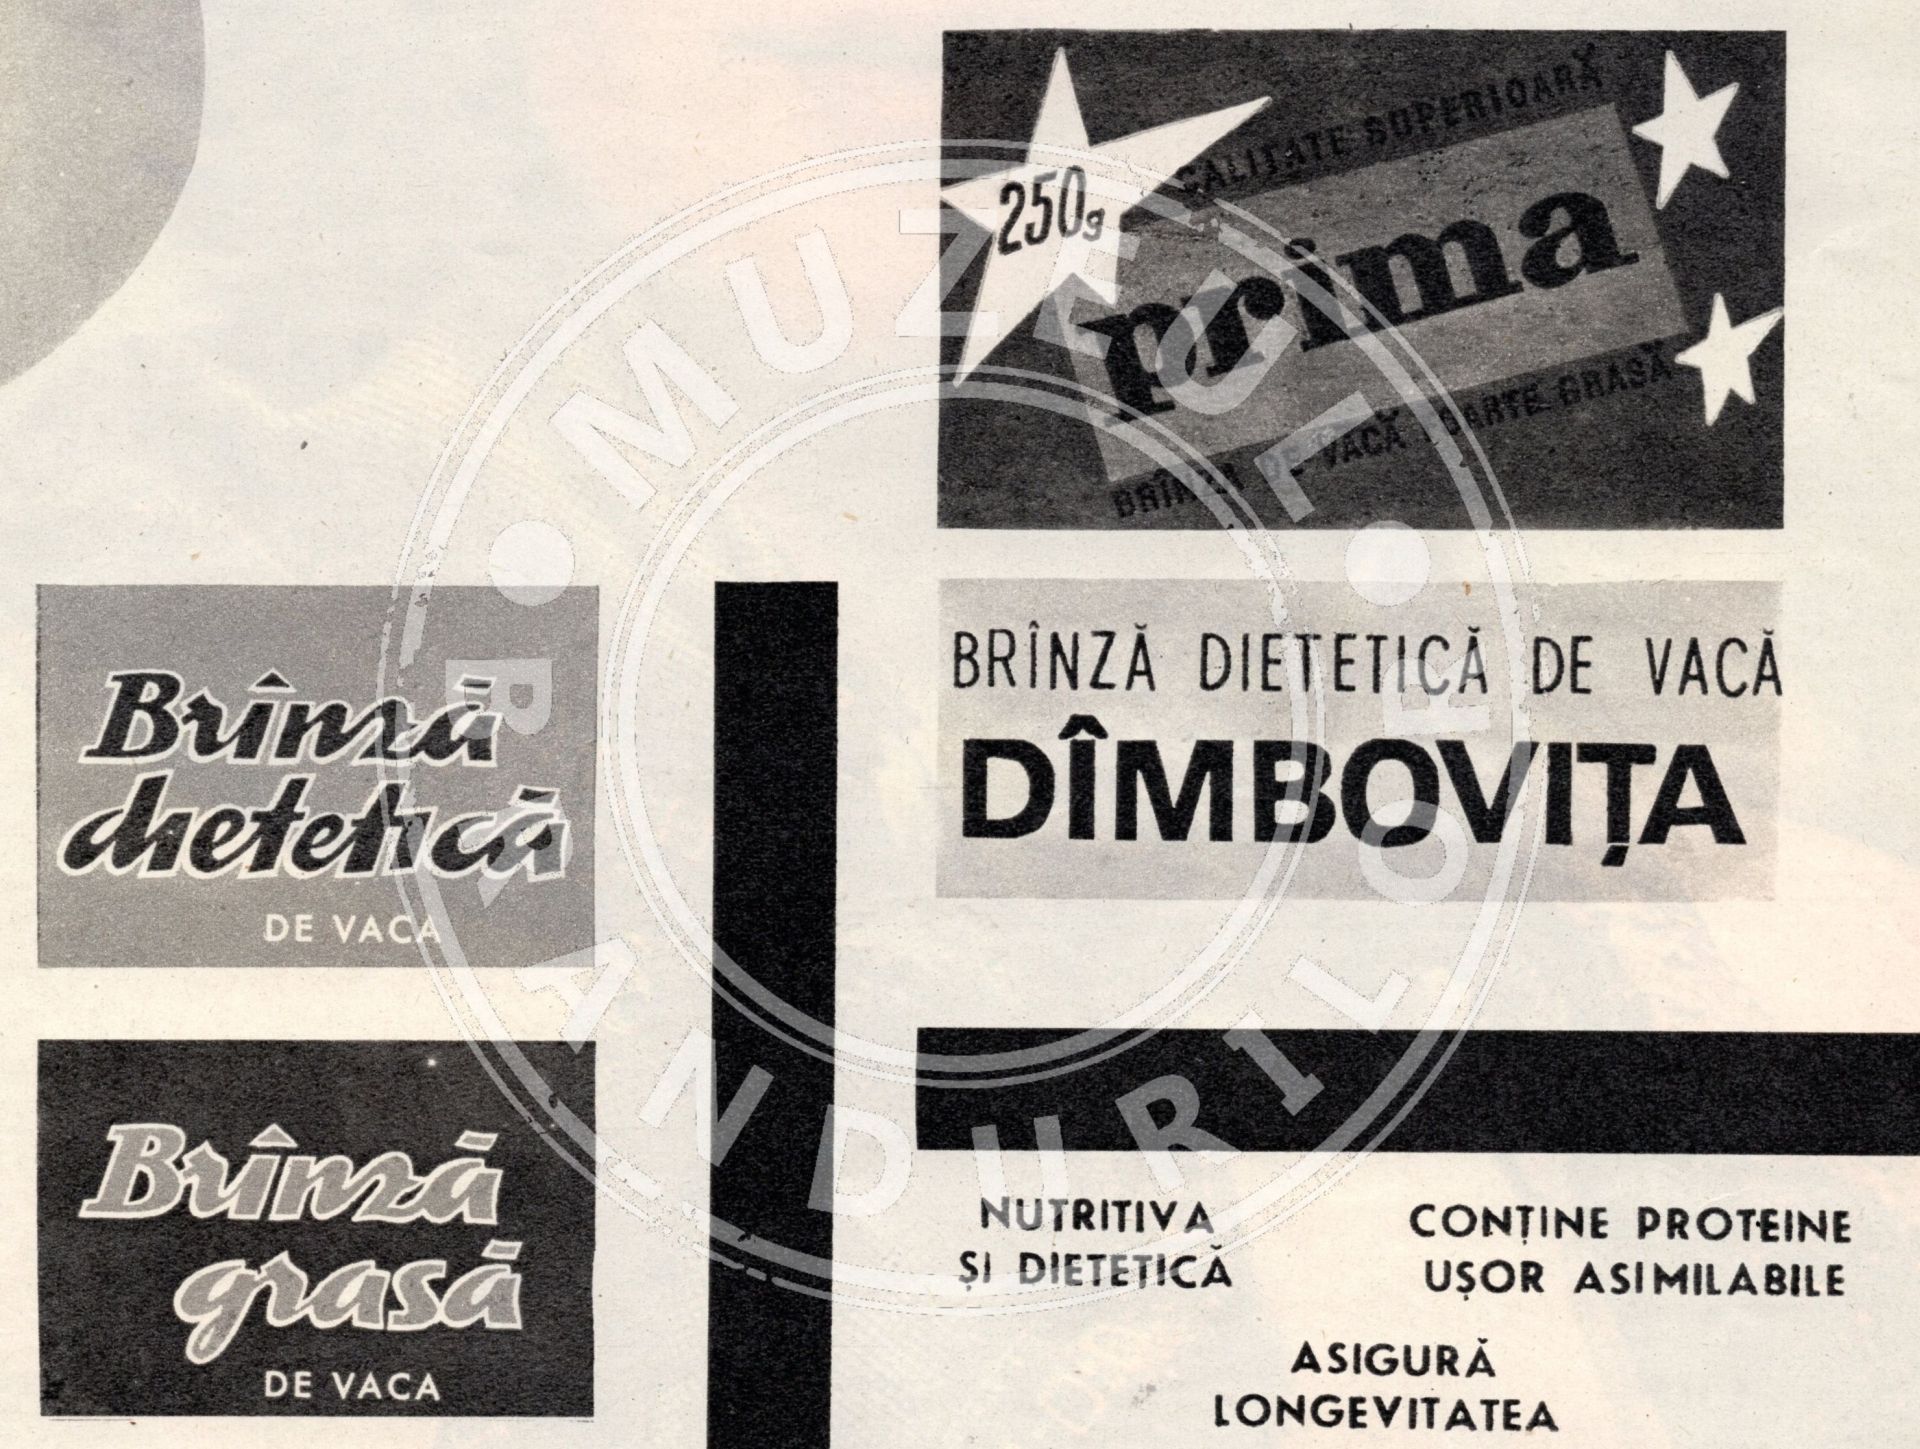 250g
CALITATE SUPERIOARĂ
prima
BRÎNZĂ DE VACĂ FOARTE GRASĂ
Brînză
dietetică
DE VACA
BRÎNZĂ DIETETICĂ DE VACĂ
DÎMBOVIȚA
Brînză
grasă
DE VACA
NUTRITIVA
ȘI DIETETICĂ
CONȚINE PROTEINE
UȘOR ASIMILABILE
ASIGURĂ
LONGEVITATEA
MUZEUL
BRANDURILOR